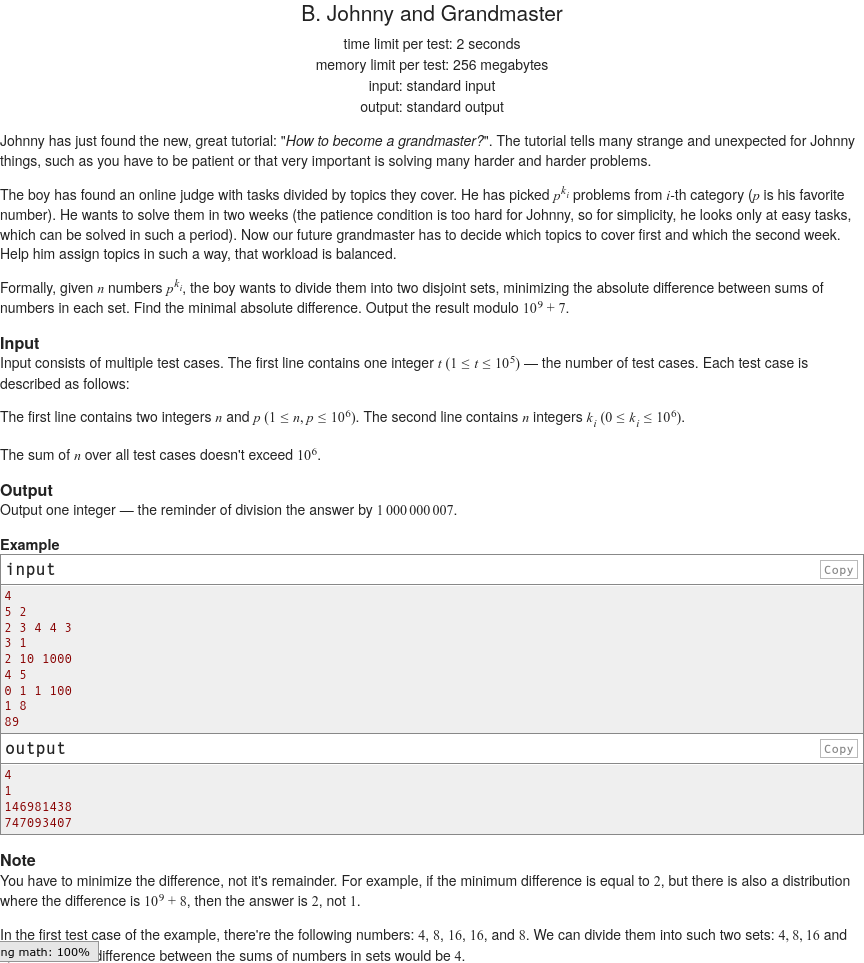 B. Johnny and Grandmaster
time limit per test: 2 seconds
memory limit per test: 256 megabytes
input: standard input
output: standard output
Johnny has just found the new, great tutorial: "How to become a grandmaster?". The tutorial tells many strange and unexpected for Johnny
things, such as you have to be patient or that very important is solving many harder and harder problems.
The boy has found an online judge with tasks divided by topics they cover. He has picked p^{k_i} problems from i-th category (p is his favorite
number). He wants to solve them in two weeks (the patience condition is too hard for Johnny, so for simplicity, he looks only at easy tasks,
which can be solved in such a period). Now our future grandmaster has to decide which topics to cover first and which the second week.
Help him assign topics in such a way, that workload is balanced.
Formally, given n numbers p^{k_i}, the boy wants to divide them into two disjoint sets, minimizing the absolute difference between sums of
numbers in each set. Find the minimal absolute difference. Output the result modulo 10^9 + 7.
Input
Input consists of multiple test cases. The first line contains one integer t (1 ≤ t ≤ 10^5) — the number of test cases. Each test case is
described as follows:
The first line contains two integers n and p (1 ≤ n, p ≤ 10^6). The second line contains n integers k_i (0 ≤ k_i ≤ 10^6).
The sum of n over all test cases doesn't exceed 10^6.
Output
Output one integer — the reminder of division the answer by 1 000 000 007.
Example
input Copy
4
5 2
2 3 4 4 3
3 1
2 10 1000
4 5
0 1 1 100
1 8
89
output Copy
4
1
146981438
747093407
Note
You have to minimize the difference, not it's remainder. For example, if the minimum difference is equal to 2, but there is also a distribution
where the difference is 10^9 + 8, then the answer is 2, not 1.
In the first test case of the example, there're the following numbers: 4, 8, 16, 16, and 8. We can divide them into such two sets: 4, 8, 16 and
ng math: 100% difference between the sums of numbers in sets would be 4.